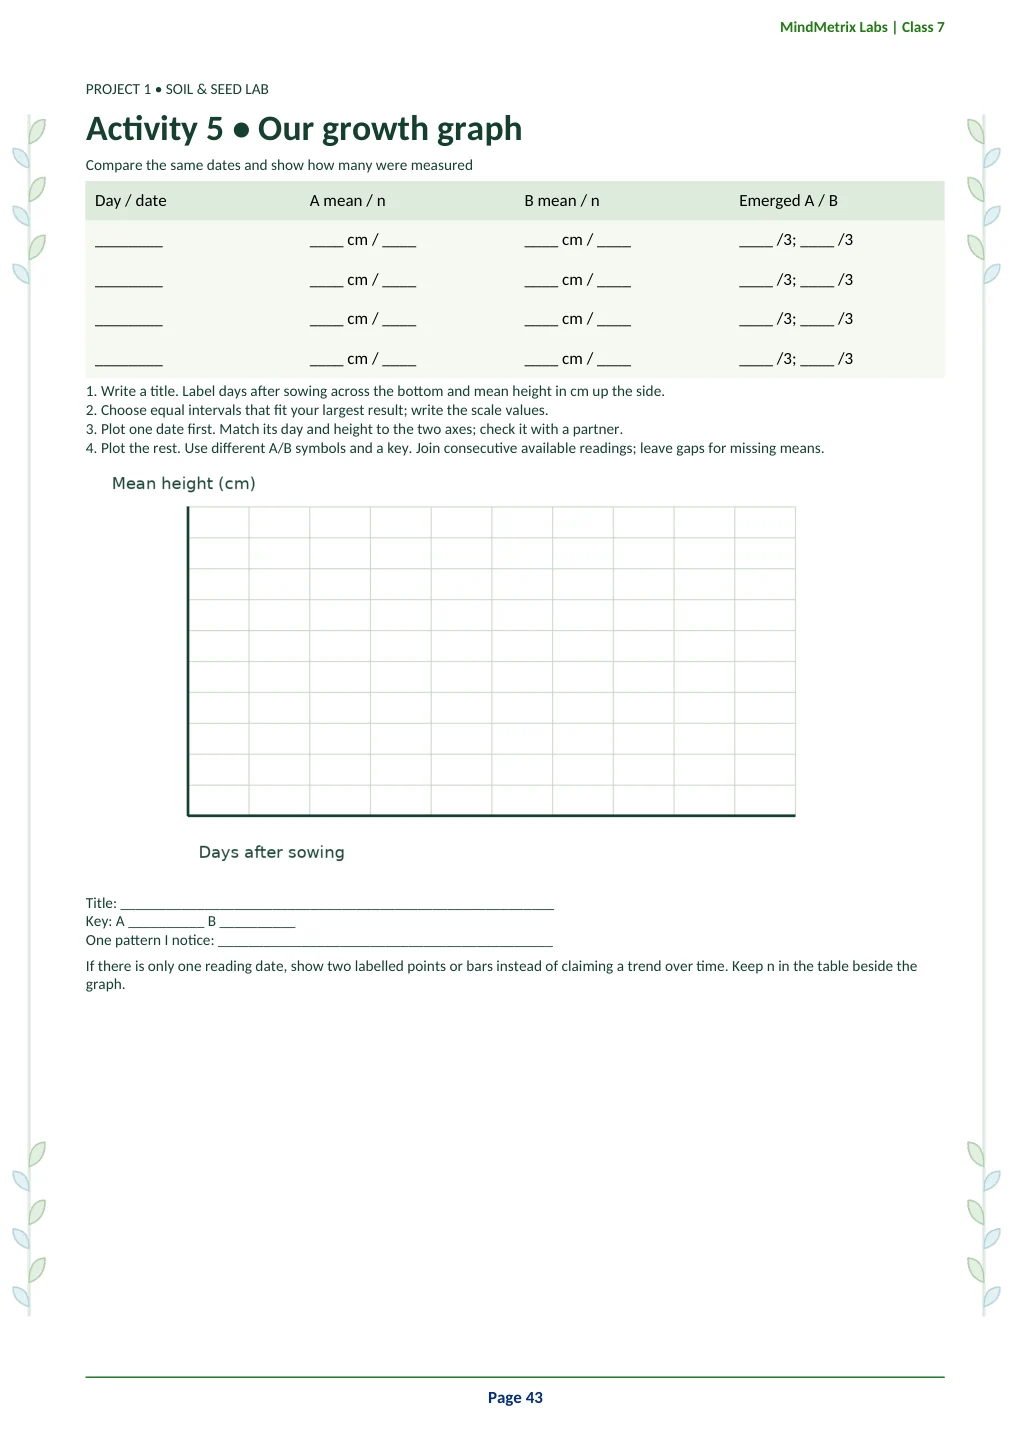 MindMetrix Labs | Class 7
PROJECT 1 • SOIL & SEED LAB
Activity 5 • Our growth graph
Compare the same dates and show how many were measured
Day / date A mean / n B mean / n Emerged A / B
________ ____ cm / ____ ____ cm / ____ ____ /3; ____ /3
________ ____ cm / ____ ____ cm / ____ ____ /3; ____ /3
________ ____ cm / ____ ____ cm / ____ ____ /3; ____ /3
________ ____ cm / ____ ____ cm / ____ ____ /3; ____ /3
1. Write a title. Label days after sowing across the bottom and mean height in cm up the side.
2. Choose equal intervals that fit your largest result; write the scale values.
3. Plot one date first. Match its day and height to the two axes; check it with a partner.
4. Plot the rest. Use different A/B symbols and a key. Join consecutive available readings; leave gaps for missing means.
Mean height (cm)
Days after sowing
Title: ____________________________________________________
Key: A _________ B _________
One pattern I notice: ________________________________________
If there is only one reading date, show two labelled points or bars instead of claiming a trend over time. Keep n in the table beside the
graph.
Page 43